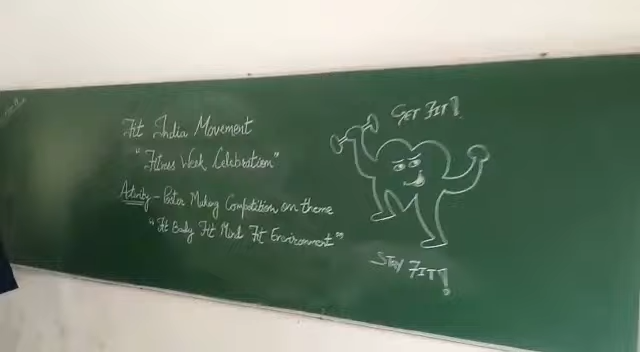 Fit India Movement
"Fitness Week Celebration"
Activity - Poster Making Competition on theme
"Fit Body Fit Mind Fit Environment"
GET FIT!
STAY FIT!